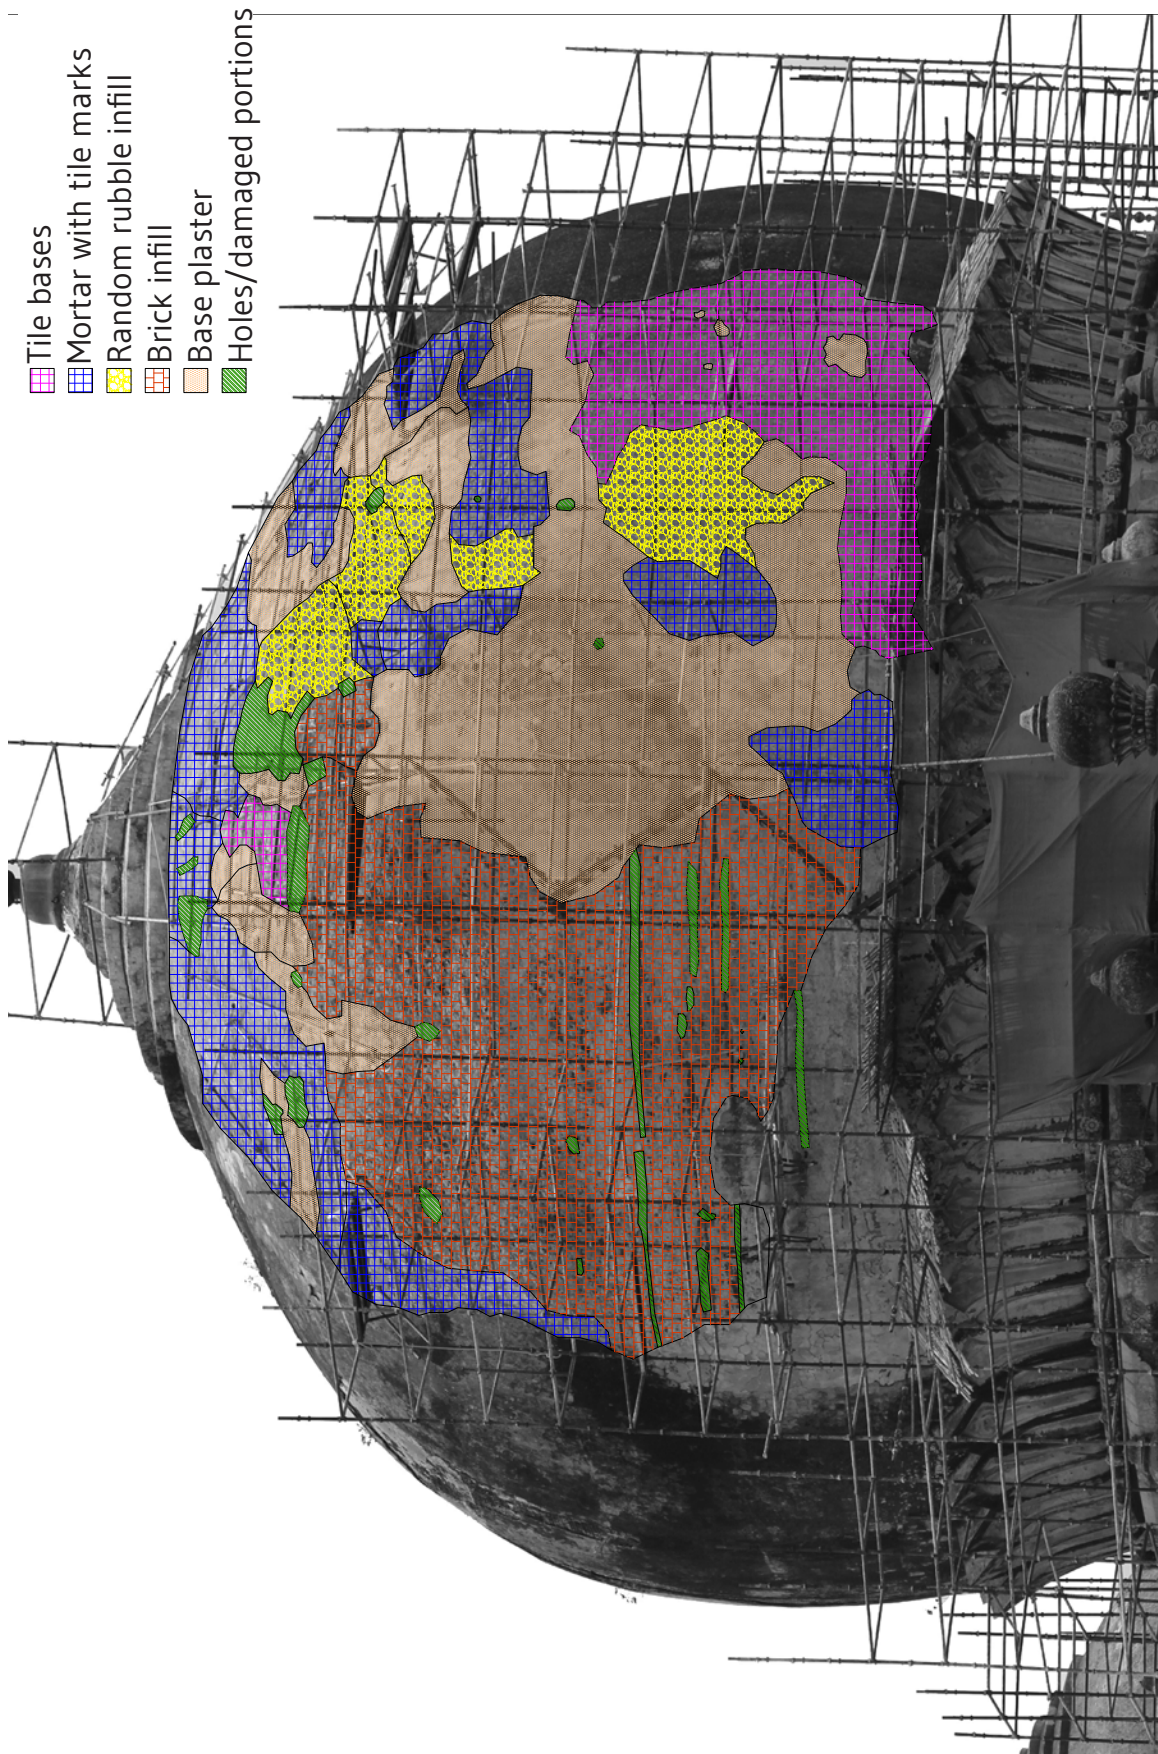 Tile bases
Mortar with tile marks
Random rubble infill
Brick infill
Base plaster
Holes/damaged portions